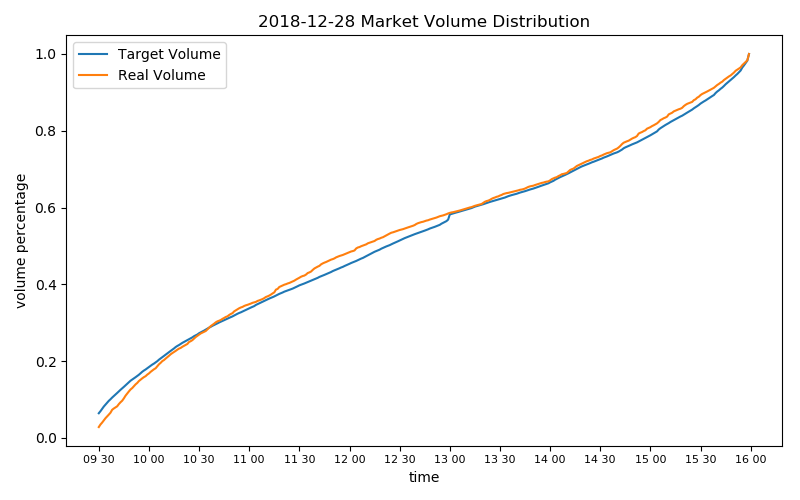 2018-12-28 Market Volume Distribution
Target Volume
Real Volume
volume percentage
1.0
0.8
0.6
0.4
0.2
0.0
09 30 10 00 10 30 11 00 11 30 12 00 12 30 13 00 13 30 14 00 14 30 15 00 15 30 16 00
time